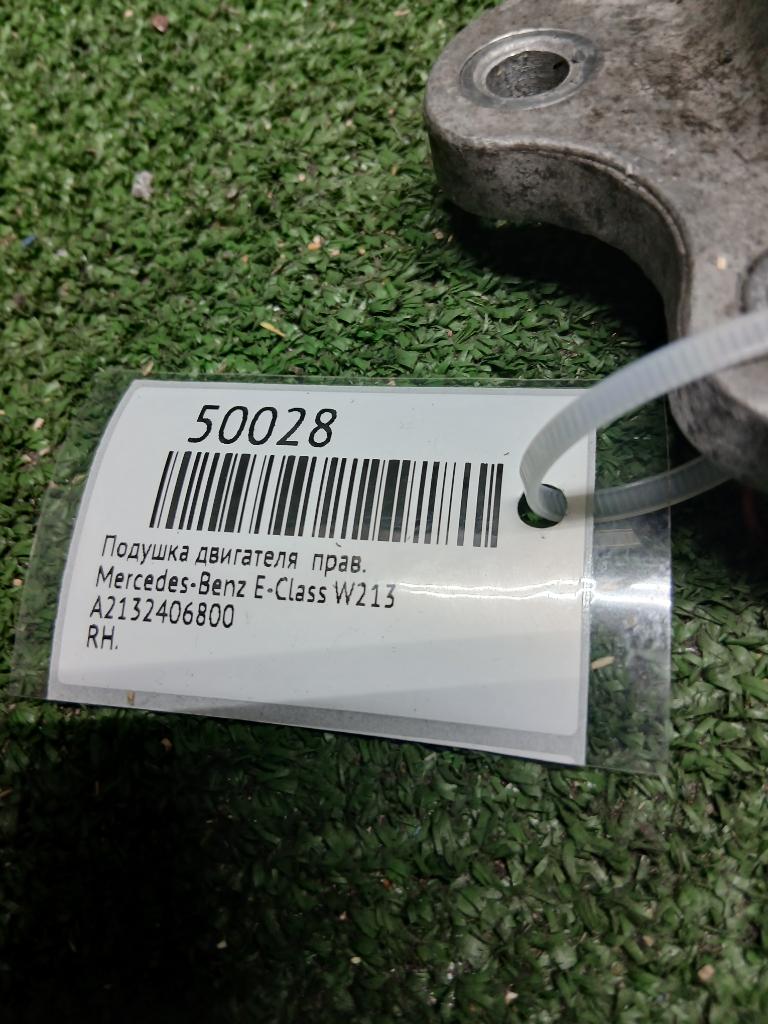 50028
Подушка двигателя прав.
Mercedes-Benz E-Class W213
A2132406800
RH.